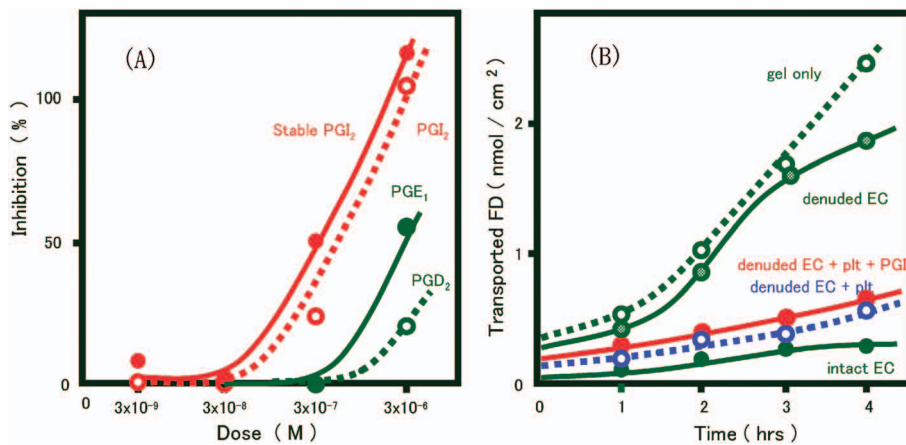 (A)
Inhibition ( % )
100
50
0
0
Stable PGI₂
PGI₂
PGE₁
PGD₂
3x10⁻⁹
3x10⁻⁸
3x10⁻⁷
3x10⁻⁶
Dose ( M )
(B)
Transported FD ( nmol / cm ² )
2
1
0
gel only
denuded EC
denuded EC + plt + PGI
denuded EC + plt
intact EC
0
1
2
3
4
Time ( hrs )